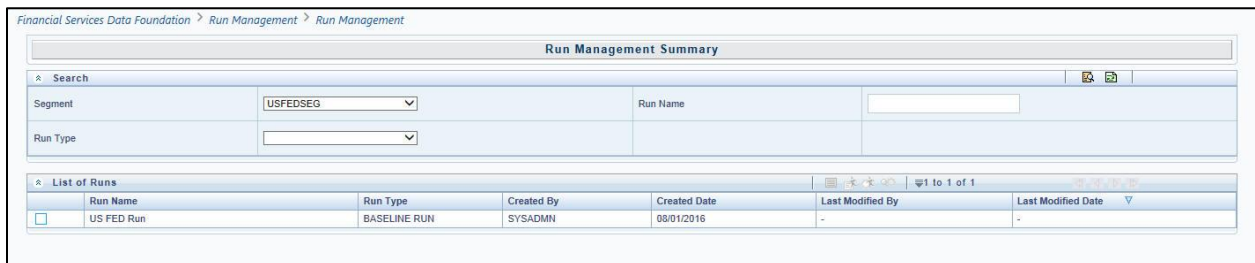 Financial Services Data Foundation > Run Management > Run Management
Run Management Summary
Search
Segment USFEDSEG Run Name
Run Type
List of Runs 1 to 1 of 1
Run Name Run Type Created By Created Date Last Modified By Last Modified Date
US FED Run BASELINE RUN SYSADMN 08/01/2016 - -